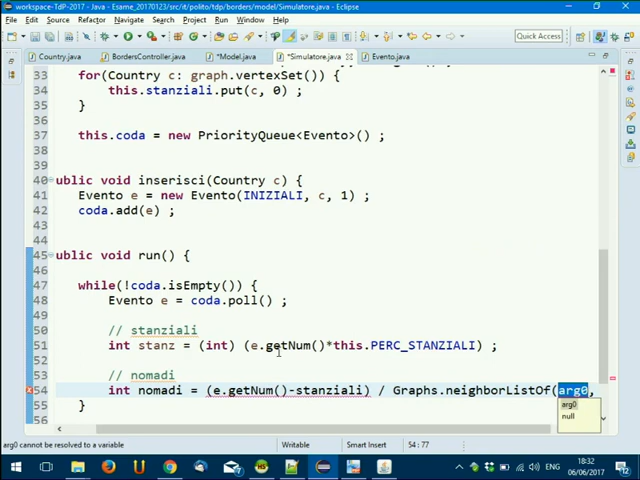 workspace-TdP-2017 - Java - Esame_20170123/src/it/polito/tdp/borders/model/Simulatore.java - Eclipse
File Edit Source Refactor Navigate Search Project Run Window Help
Quick Access
Country.java BordersController.java *Model.java *Simulatore.java Evento.java
33 for(Country c: graph.vertexSet()) {
34 this.stanziali.put(c, 0) ;
35 }
36
37 this.coda = new PriorityQueue<Evento>() ;
38
39
40 ublic void inserisci(Country c) {
41 Evento e = new Evento(INIZIALI, c, 1) ;
42 coda.add(e) ;
43
44
45 ublic void run() {
46
47 while(!coda.isEmpty()) {
48 Evento e = coda.poll() ;
49
50 // stanziali
51 int stanz = (int) (e.getNum()*this.PERC_STANZIALI) ;
52
53 // nomadi
54 int nomadi = (e.getNum()-stanziali) / Graphs.neighborListOf(arg0,
55 }
arg0
null
arg0 cannot be resolved to a variable Writable Smart Insert 54 : 77
ENG 18:32
06/06/2017